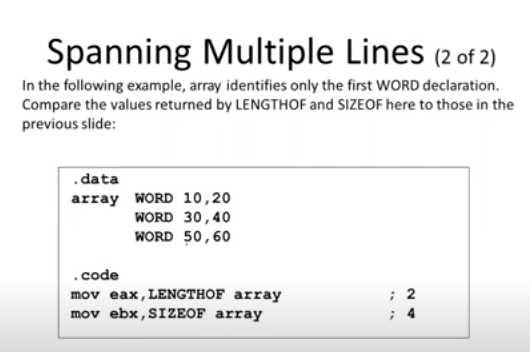 Spanning Multiple Lines (2 of 2)
In the following example, array identifies only the first WORD declaration.
Compare the values returned by LENGTHOF and SIZEOF here to those in the
previous slide:
.data
array WORD 10,20
WORD 30,40
WORD 50,60
.code
mov eax,LENGTHOF array ; 2
mov ebx,SIZEOF array ; 4